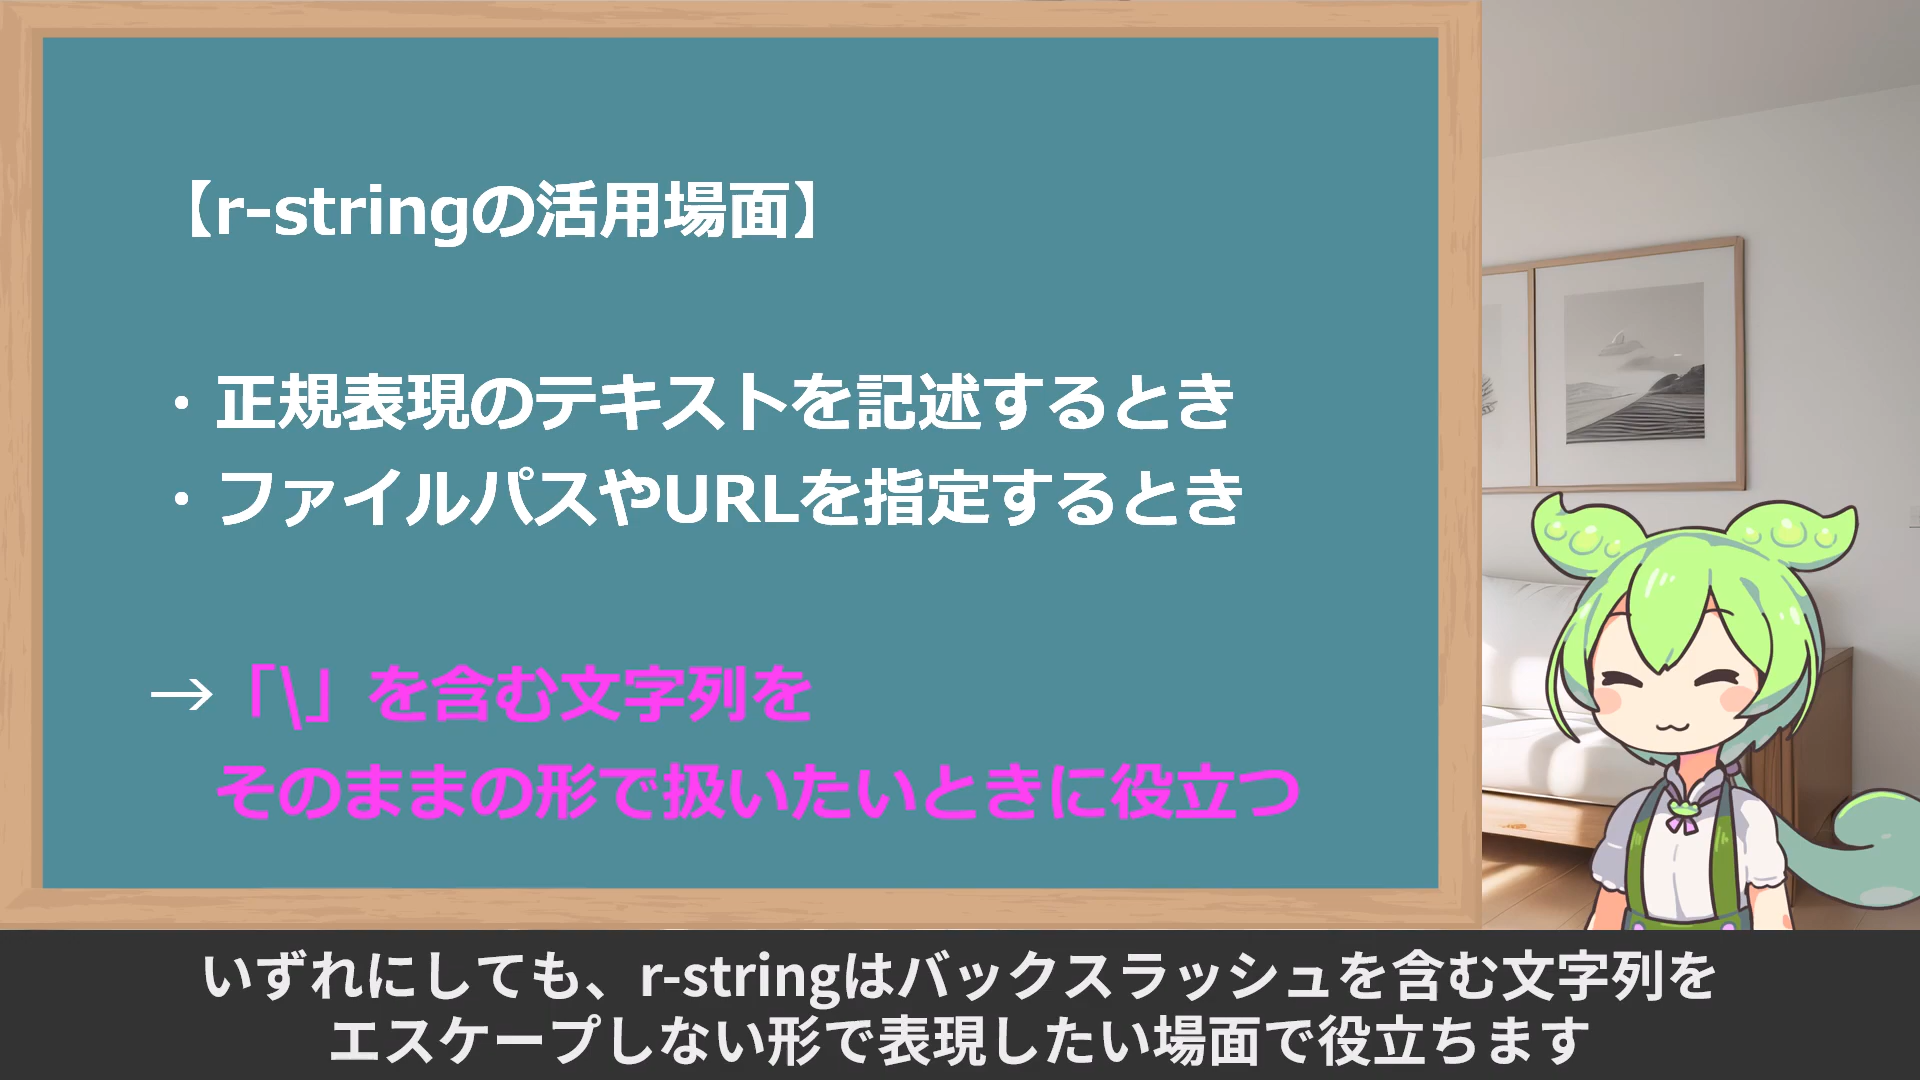 【r-stringの活用場面】
・正規表現のテキストを記述するとき
・ファイルパスやURLを指定するとき
→「\」を含む文字列を
そのままの形で扱いたいときに役立つ
いずれにしても、r-stringはバックスラッシュを含む文字列を
エスケープしない形で表現したい場面で役立ちます